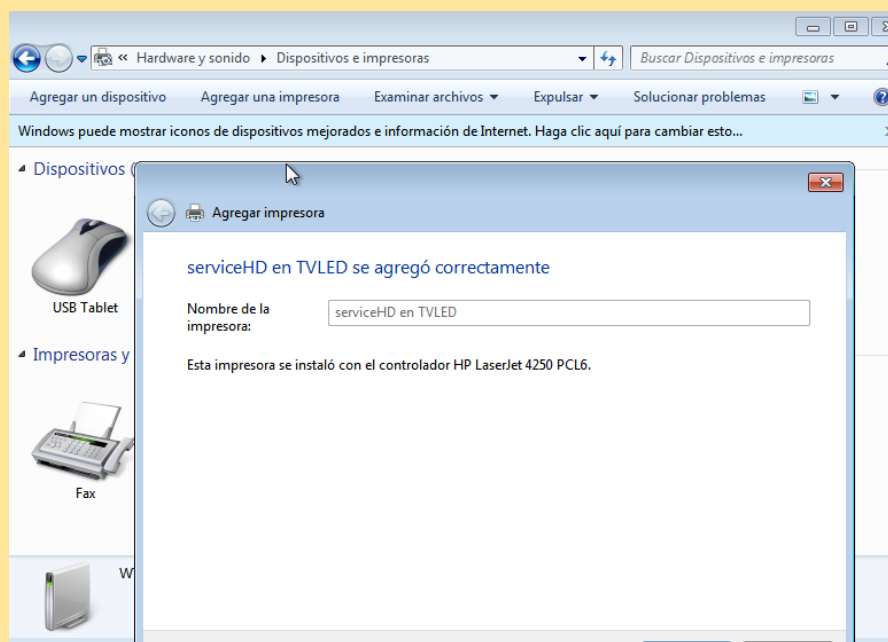 « Hardware y sonido Dispositivos e impresoras Buscar Dispositivos e impresoras
Agregar un dispositivo Agregar una impresora Examinar archivos Expulsar Solucionar problemas
Windows puede mostrar iconos de dispositivos mejorados e información de Internet. Haga clic aquí para cambiar esto...
Dispositivos (
Agregar impresora
serviceHD en TVLED se agregó correctamente
USB Tablet
Nombre de la impresora:
serviceHD en TVLED
Impresoras y
Esta impresora se instaló con el controlador HP LaserJet 4250 PCL6.
Fax